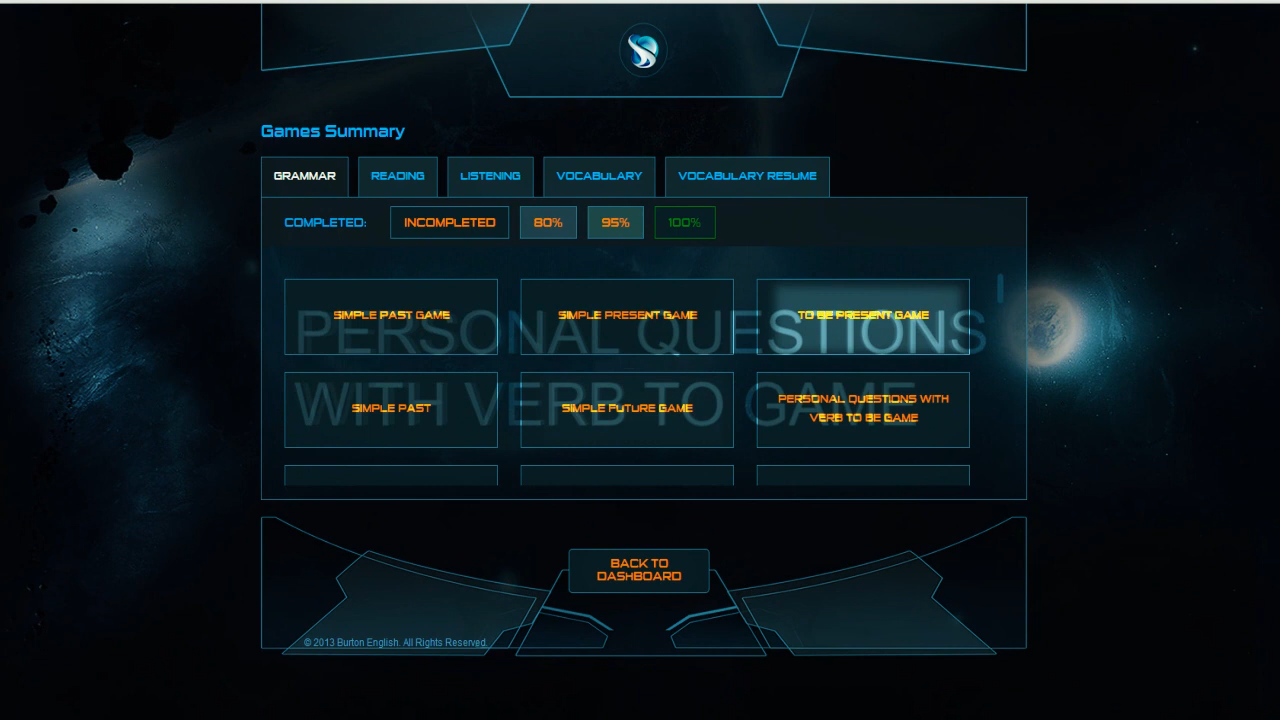 Games Summary
GRAMMAR READING LISTENING VOCABULARY VOCABULARY RESUME
COMPLETED: INCOMPLETED 80% 95% 100%
SIMPLE PAST GAME SIMPLE PRESENT GAME TO BE PRESENT GAME
PERSONAL QUESTIONS
WITH VERB TO GAME
SIMPLE PAST SIMPLE FUTURE GAME PERSONAL QUESTIONS WITH
VERB TO BE GAME
BACK TO
DASHBOARD
© 2013 Burton English. All Rights Reserved.